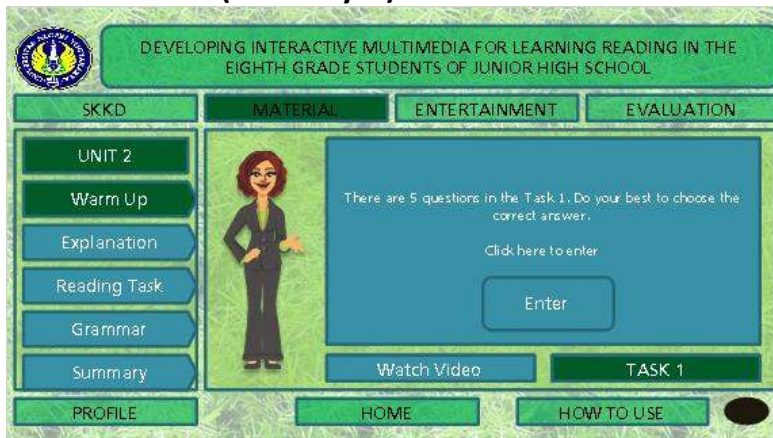 DEVELOPING INTERACTIVE MULTIMEDIA FOR LEARNING READING IN THE
EIGHTH GRADE STUDENTS OF JUNIOR HIGH SCHOOL
SKKD
MATERIAL
ENTERTAINMENT
EVALUATION
UNIT 2
Warm Up
Explanation
Reading Task
Grammar
Summary
There are 5 questions in the Task 1. Do your best to choose the
correct answer.
Click here to enter
Enter
Watch Video
TASK 1
PROFILE
HOME
HOW TO USE